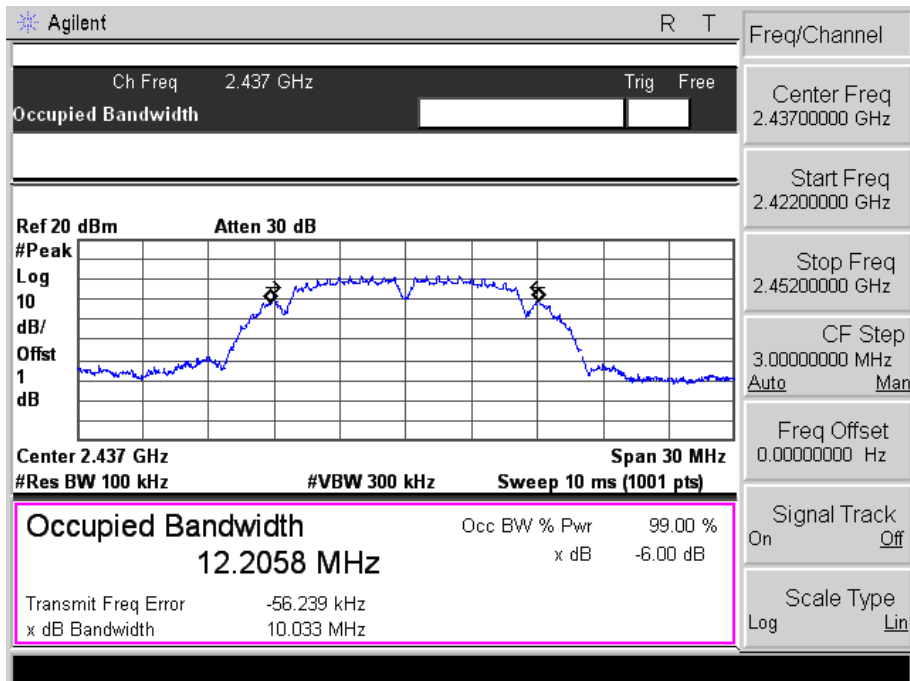 Agilent R T
Ch Freq 2.437 GHz Trig Free
Occupied Bandwidth
Ref 20 dBm Atten 30 dB
#Peak
Log
10
dB/
Offst
1
dB
Center 2.437 GHz Span 30 MHz
#Res BW 100 kHz #VBW 300 kHz Sweep 10 ms (1001 pts)
Occupied Bandwidth
12.2058 MHz
Occ BW % Pwr 99.00 %
x dB -6.00 dB
Transmit Freq Error -56.239 kHz
x dB Bandwidth 10.033 MHz
Freq/Channel
Center Freq
2.43700000 GHz
Start Freq
2.42200000 GHz
Stop Freq
2.45200000 GHz
CF Step
3.00000000 MHz
Auto Man
Freq Offset
0.00000000 Hz
Signal Track
On Off
Scale Type
Log Lin